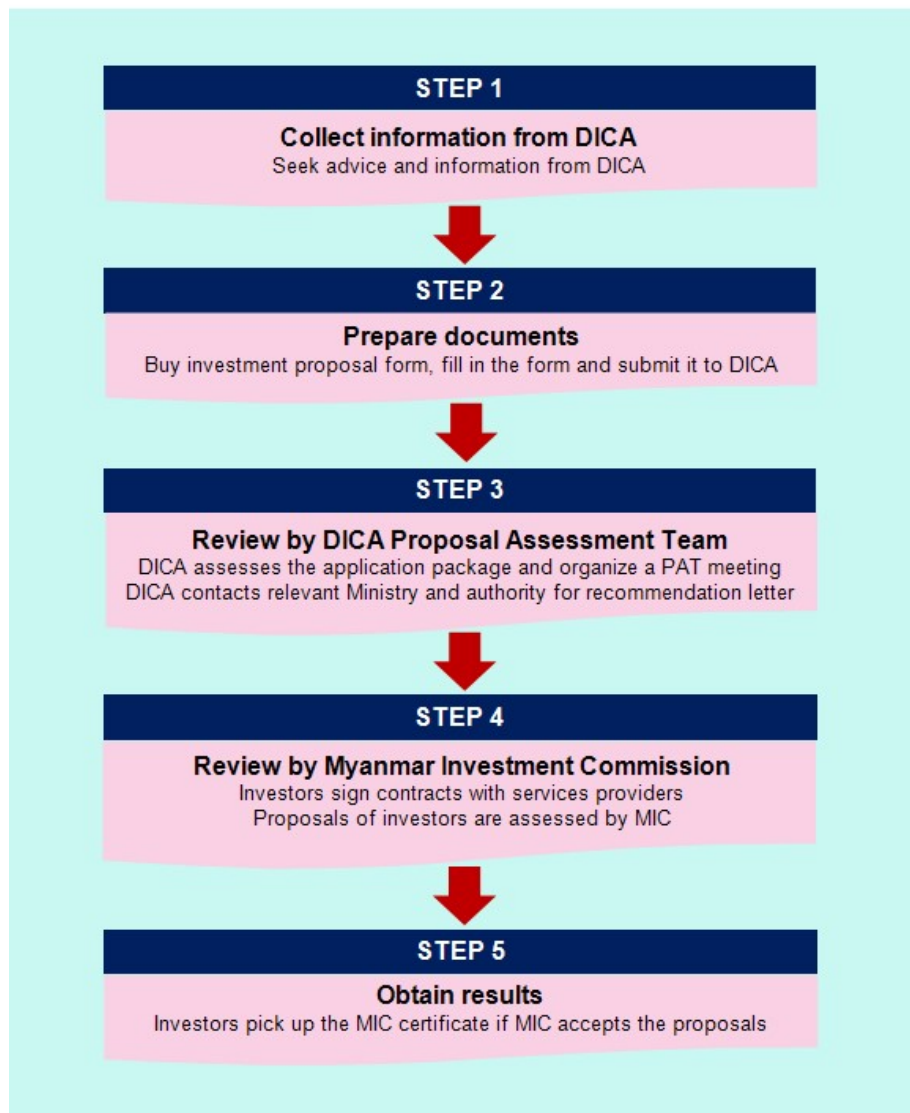 STEP 1
Collect information from DICA
Seek advice and information from DICA
STEP 2
Prepare documents
Buy investment proposal form, fill in the form and submit it to DICA
STEP 3
Review by DICA Proposal Assessment Team
DICA assesses the application package and organize a PAT meeting
DICA contacts relevant Ministry and authority for recommendation letter
STEP 4
Review by Myanmar Investment Commission
Investors sign contracts with services providers
Proposals of investors are assessed by MIC
STEP 5
Obtain results
Investors pick up the MIC certificate if MIC accepts the proposals